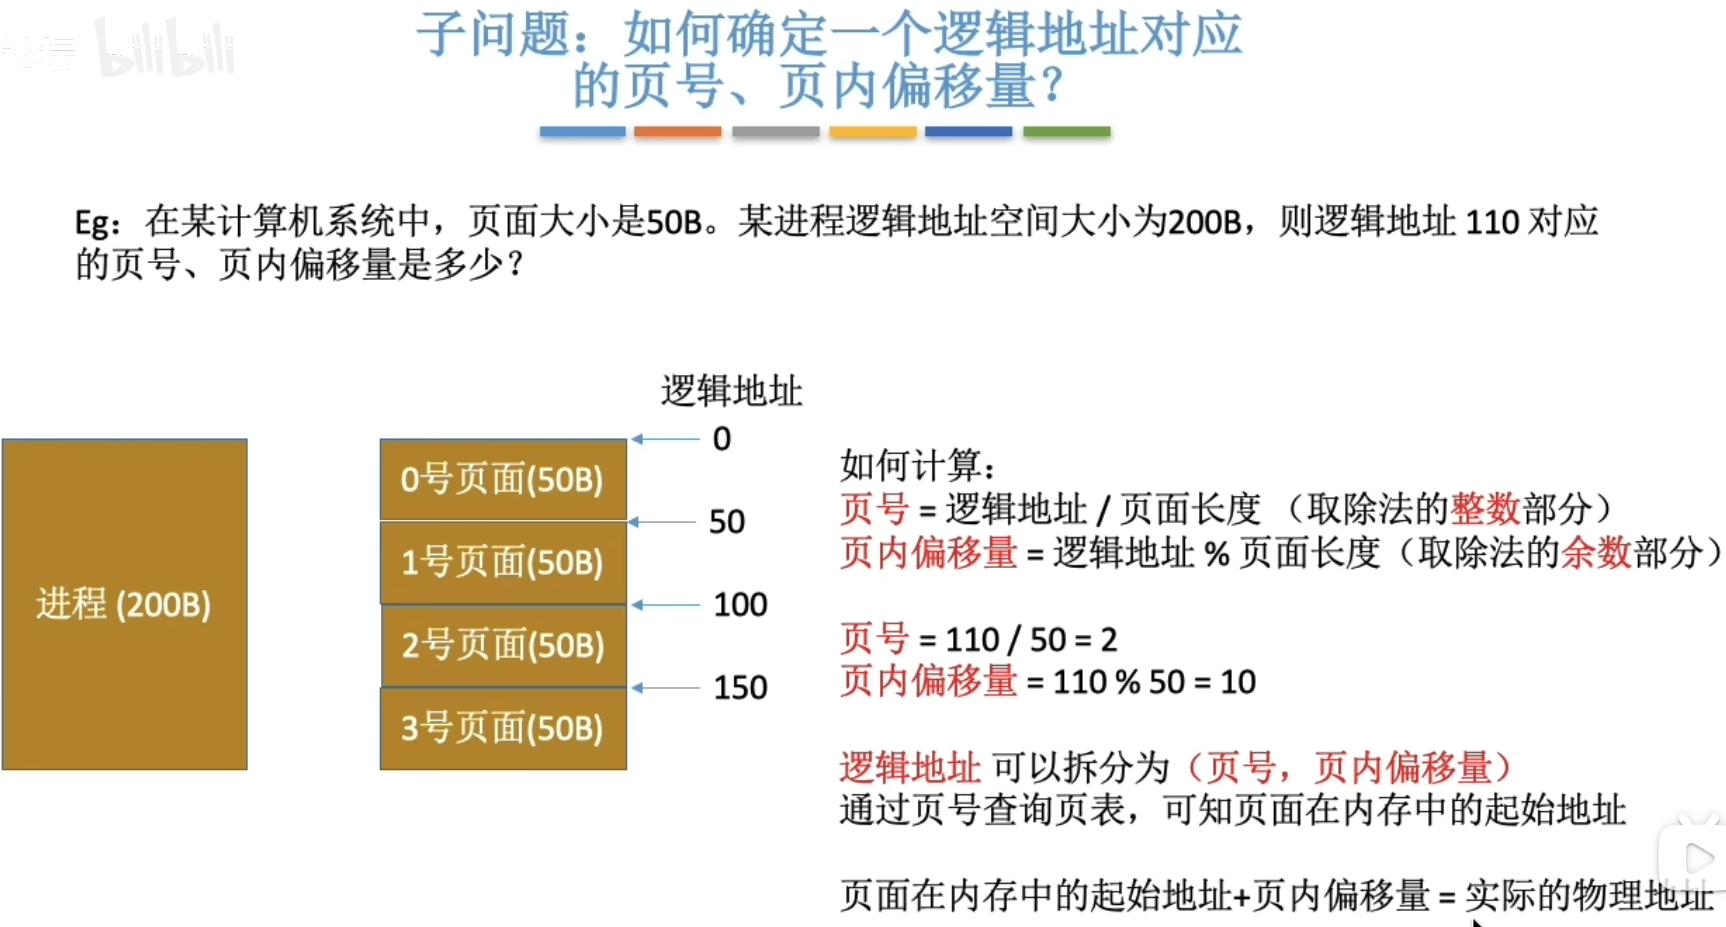 bilibili
子问题：如何确定一个逻辑地址对应
的页号、页内偏移量？
Eg：在某计算机系统中，页面大小是50B。某进程逻辑地址空间大小为200B，则逻辑地址 110 对应
的页号、页内偏移量是多少？
逻辑地址
0
0号页面(50B)
50
1号页面(50B)
100
进程 (200B)
2号页面(50B)
150
3号页面(50B)
如何计算：
页号 = 逻辑地址 / 页面长度 （取除法的整数部分）
页内偏移量 = 逻辑地址 % 页面长度（取除法的余数部分）
页号 = 110 / 50 = 2
页内偏移量 = 110 % 50 = 10
逻辑地址 可以拆分为（页号，页内偏移量）
通过页号查询页表，可知页面在内存中的起始地址
页面在内存中的起始地址+页内偏移量 = 实际的物理地址